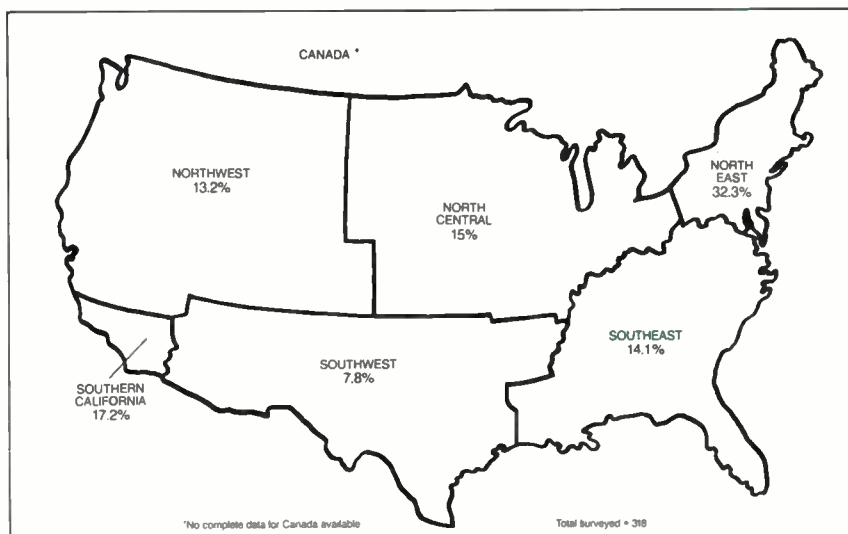 CANADA *
NORTHWEST
13.2%
NORTH
CENTRAL
15%
NORTH
EAST
32.3%
SOUTHERN
CALIFORNIA
17.2%
SOUTHWEST
7.8%
SOUTHEAST
14.1%
*No complete data for Canada available
Total surveyed = 318